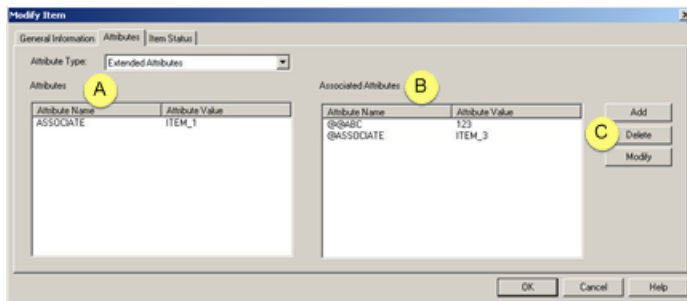 Modify Item
General Information Attributes Item Status
Attribute Type: Extended Attributes
Attributes A Associated Attributes B
Attribute Name Attribute Value Attribute Name Attribute Value Add
ASSOCIATE ITEM_1 @@ABC 123
@ASSOCIATE ITEM_3 C Delete
Modify
OK Cancel Help